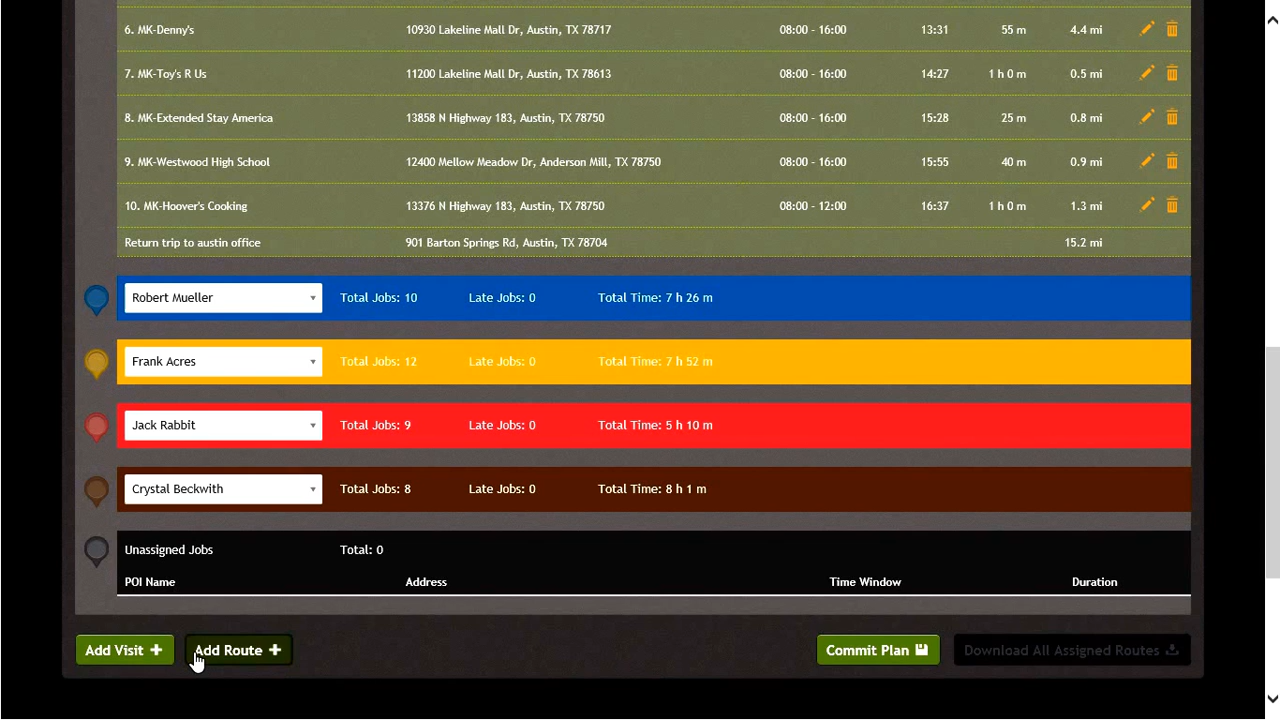 6. MK-Denny's 10930 Lakeline Mall Dr, Austin, TX 78717 08:00 - 16:00 13:31 55 m 4.4 mi
7. MK-Toy's R Us 11200 Lakeline Mall Dr, Austin, TX 78613 08:00 - 16:00 14:27 1 h 0 m 0.5 mi
8. MK-Extended Stay America 13858 N Highway 183, Austin, TX 78750 08:00 - 16:00 15:28 25 m 0.8 mi
9. MK-Westwood High School 12400 Mellow Meadow Dr, Anderson Mill, TX 78750 08:00 - 16:00 15:55 40 m 0.9 mi
10. MK-Hoover's Cooking 13376 N Highway 183, Austin, TX 78750 08:00 - 12:00 16:37 1 h 0 m 1.3 mi
Return trip to austin office 901 Barton Springs Rd, Austin, TX 78704 15.2 mi
Robert Mueller Total Jobs: 10 Late Jobs: 0 Total Time: 7 h 26 m
Frank Acres Total Jobs: 12 Late Jobs: 0 Total Time: 7 h 52 m
Jack Rabbit Total Jobs: 9 Late Jobs: 0 Total Time: 5 h 10 m
Crystal Beckwith Total Jobs: 8 Late Jobs: 0 Total Time: 8 h 1 m
Unassigned Jobs Total: 0
POI Name Address Time Window Duration
Add Visit + Add Route + Commit Plan Download All Assigned Routes